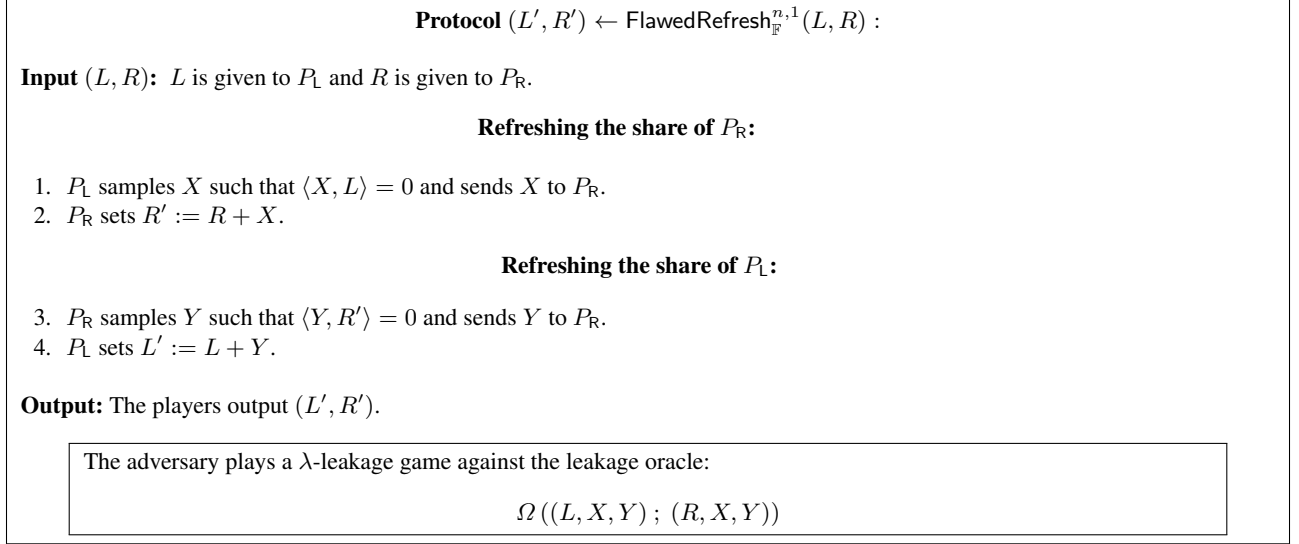 Protocol (L′, R′) ← FlawedRefresh^{n,1}_𝔽(L, R) :
Input (L, R): L is given to P_L and R is given to P_R.
Refreshing the share of P_R:
1. P_L samples X such that ⟨X, L⟩ = 0 and sends X to P_R.
2. P_R sets R′ := R + X.
Refreshing the share of P_L:
3. P_R samples Y such that ⟨Y, R′⟩ = 0 and sends Y to P_R.
4. P_L sets L′ := L + Y.
Output: The players output (L′, R′).
The adversary plays a λ-leakage game against the leakage oracle:
Ω ((L, X, Y) ; (R, X, Y))